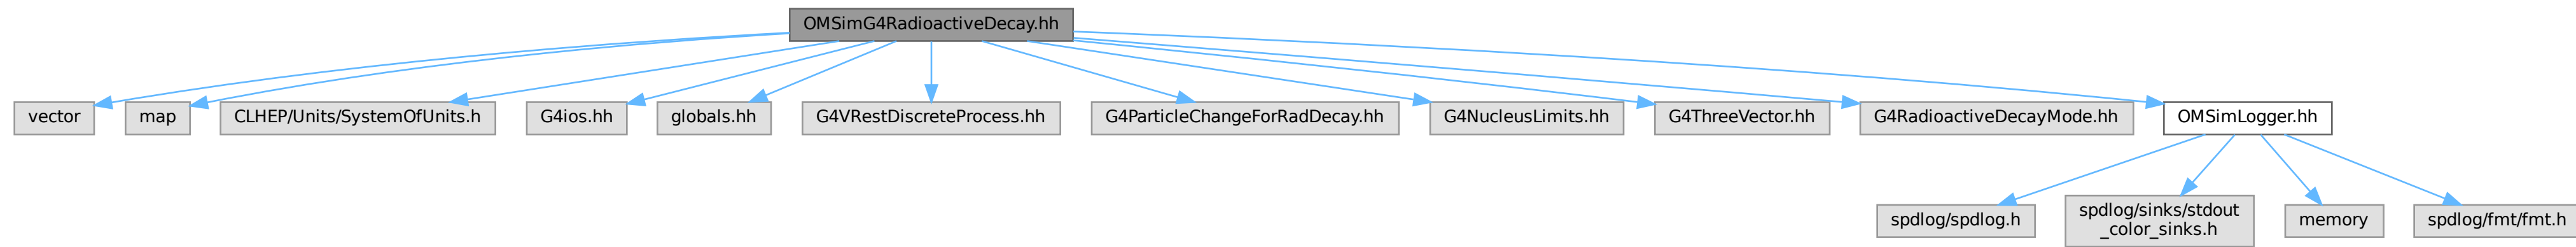 OMSimG4RadioactiveDecay.hh
vector
map
CLHEP/Units/SystemOfUnits.h
G4ios.hh
globals.hh
G4VRestDiscreteProcess.hh
G4ParticleChangeForRadDecay.hh
G4NucleusLimits.hh
G4ThreeVector.hh
G4RadioactiveDecayMode.hh
OMSimLogger.hh
spdlog/spdlog.h
spdlog/sinks/stdout
_color_sinks.h
memory
spdlog/fmt/fmt.h